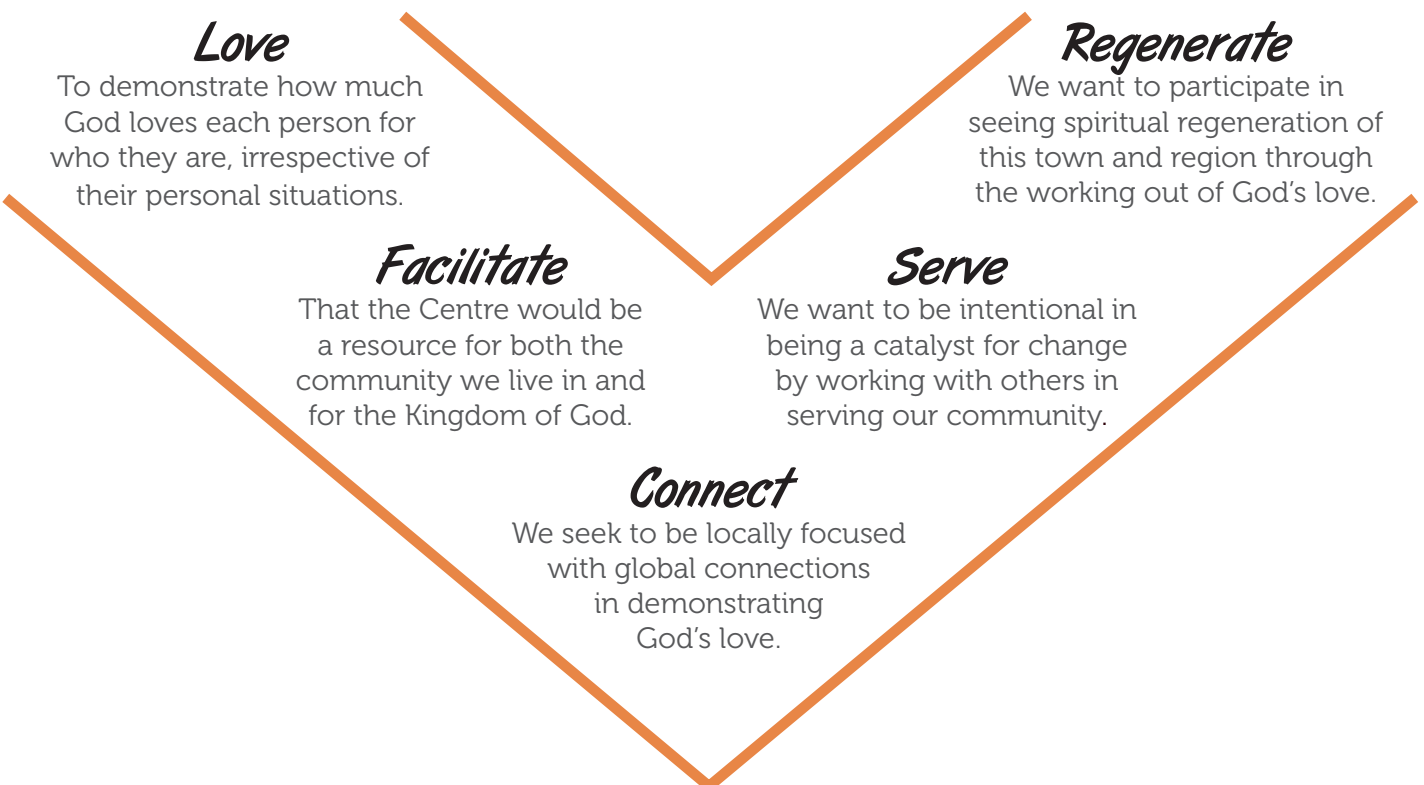 Love
To demonstrate how much
God loves each person for
who they are, irrespective of
their personal situations.
Regenerate
We want to participate in
seeing spiritual regeneration of
this town and region through
the working out of God’s love.
Facilitate
That the Centre would be
a resource for both the
community we live in and
for the Kingdom of God.
Serve
We want to be intentional in
being a catalyst for change
by working with others in
serving our community.
Connect
We seek to be locally focused
with global connections
in demonstrating
God’s love.